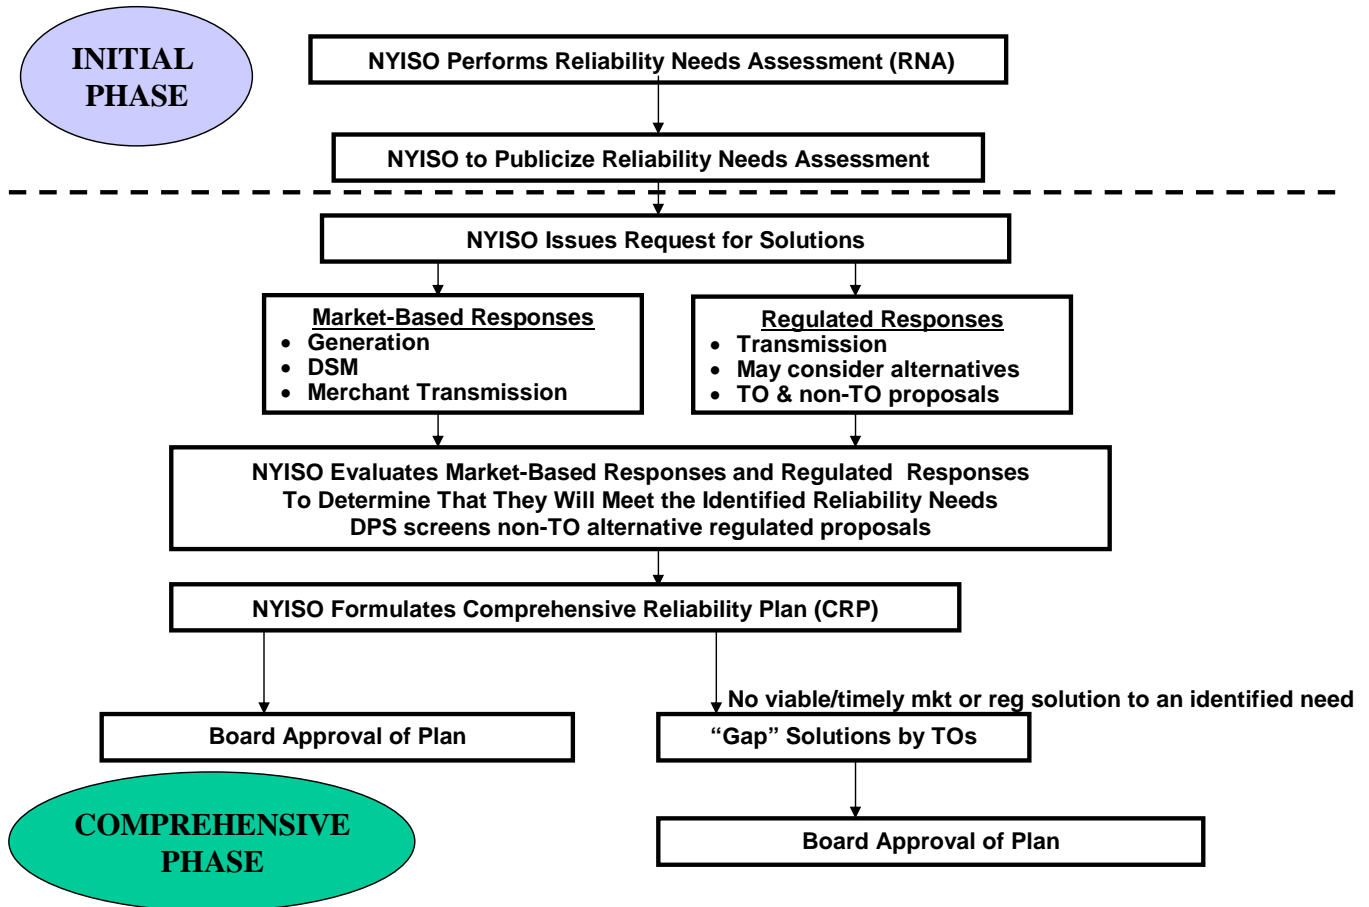 INITIAL
PHASE
NYISO Performs Reliability Needs Assessment (RNA)
NYISO to Publicize Reliability Needs Assessment
NYISO Issues Request for Solutions
Market-Based Responses
• Generation
• DSM
• Merchant Transmission
Regulated Responses
• Transmission
• May consider alternatives
• TO & non-TO proposals
NYISO Evaluates Market-Based Responses and Regulated Responses
To Determine That They Will Meet the Identified Reliability Needs
DPS screens non-TO alternative regulated proposals
NYISO Formulates Comprehensive Reliability Plan (CRP)
No viable/timely mkt or reg solution to an identified need
Board Approval of Plan
“Gap” Solutions by TOs
COMPREHENSIVE
PHASE
Board Approval of Plan